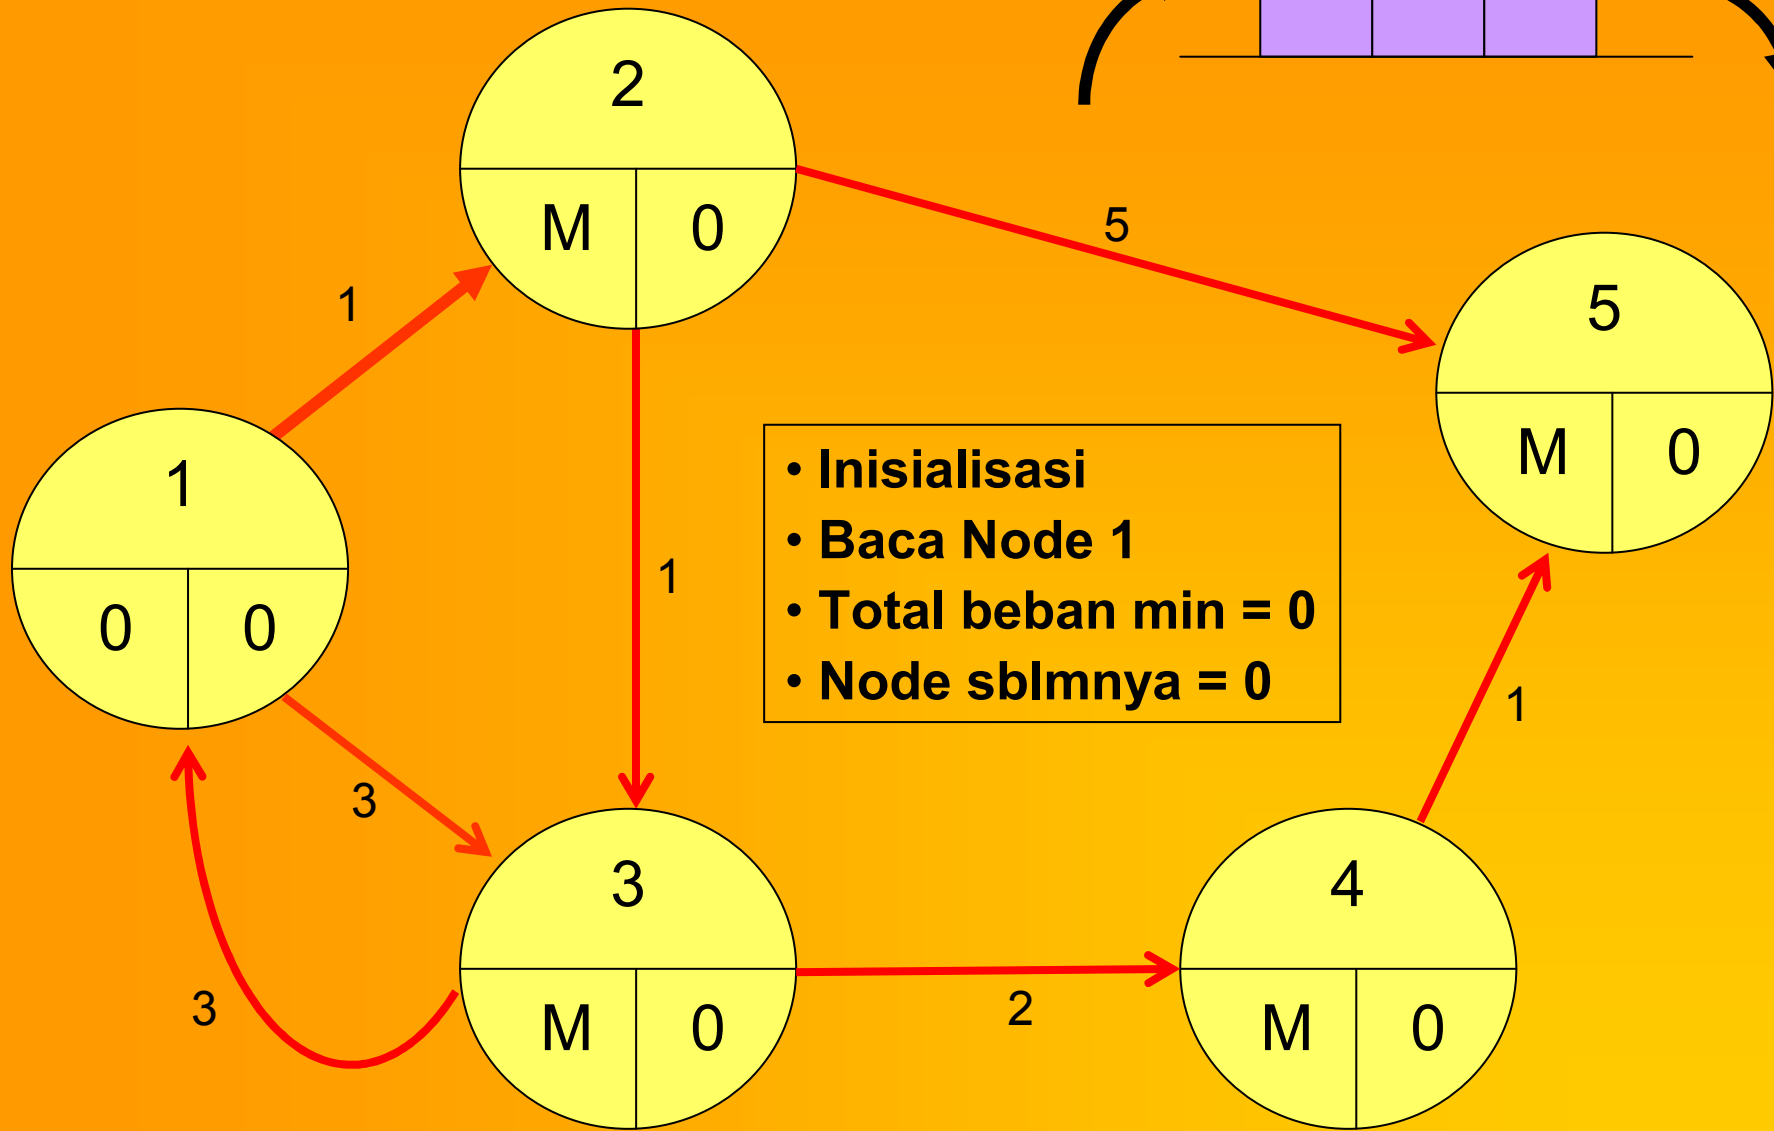 2
M 0
5
1
5
M 0
1
0 0
• Inisialisasi
• Baca Node 1
• Total beban min = 0
• Node sblmnya = 0
1
1
3
3
M 0
4
M 0
3
2